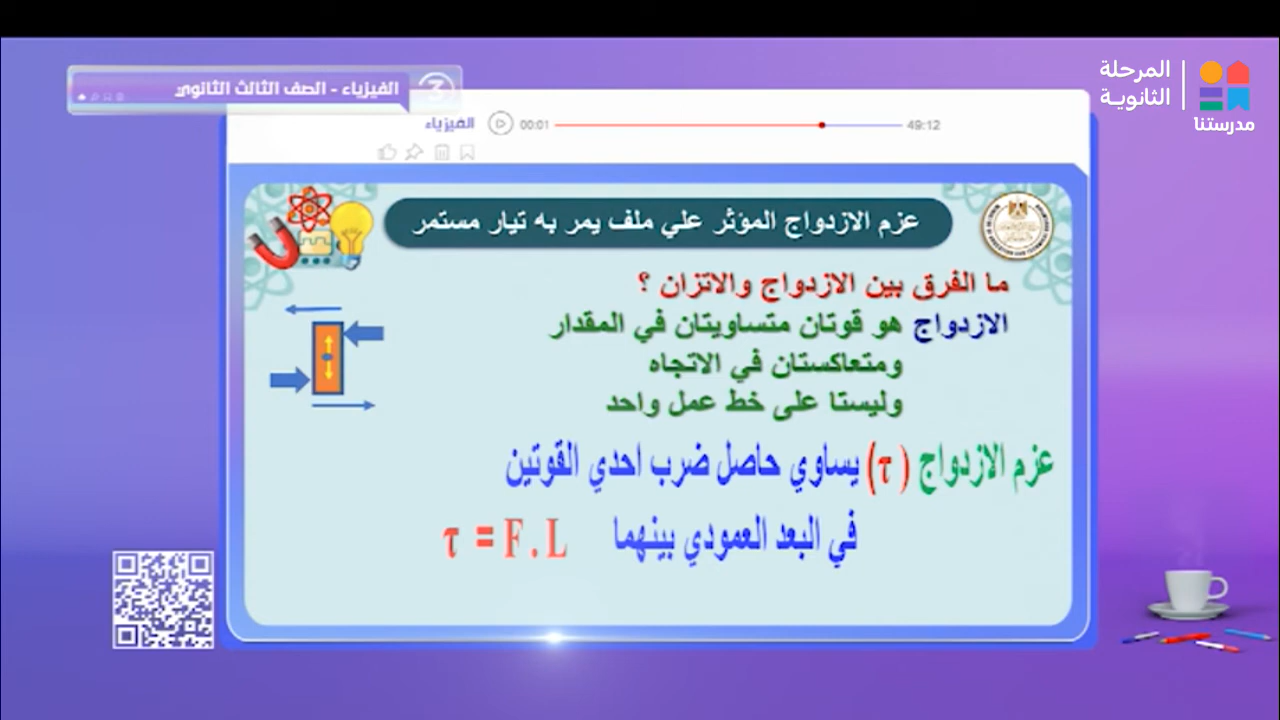 المرحلة
الثانوية
مدرستنا
3
الفيزياء - الصف الثالث الثانوي
الفيزياء
00:01
49:12
عزم الازدواج المؤثر علي ملف يمر به تيار مستمر
ما الفرق بين الازدواج والاتزان ؟
الازدواج هو قوتان متساويتان في المقدار
ومتعاكستان في الاتجاه
وليستا على خط عمل واحد
عزم الازدواج (τ) يساوي حاصل ضرب احدي القوتين
في البعد العمودي بينهما τ = F . L